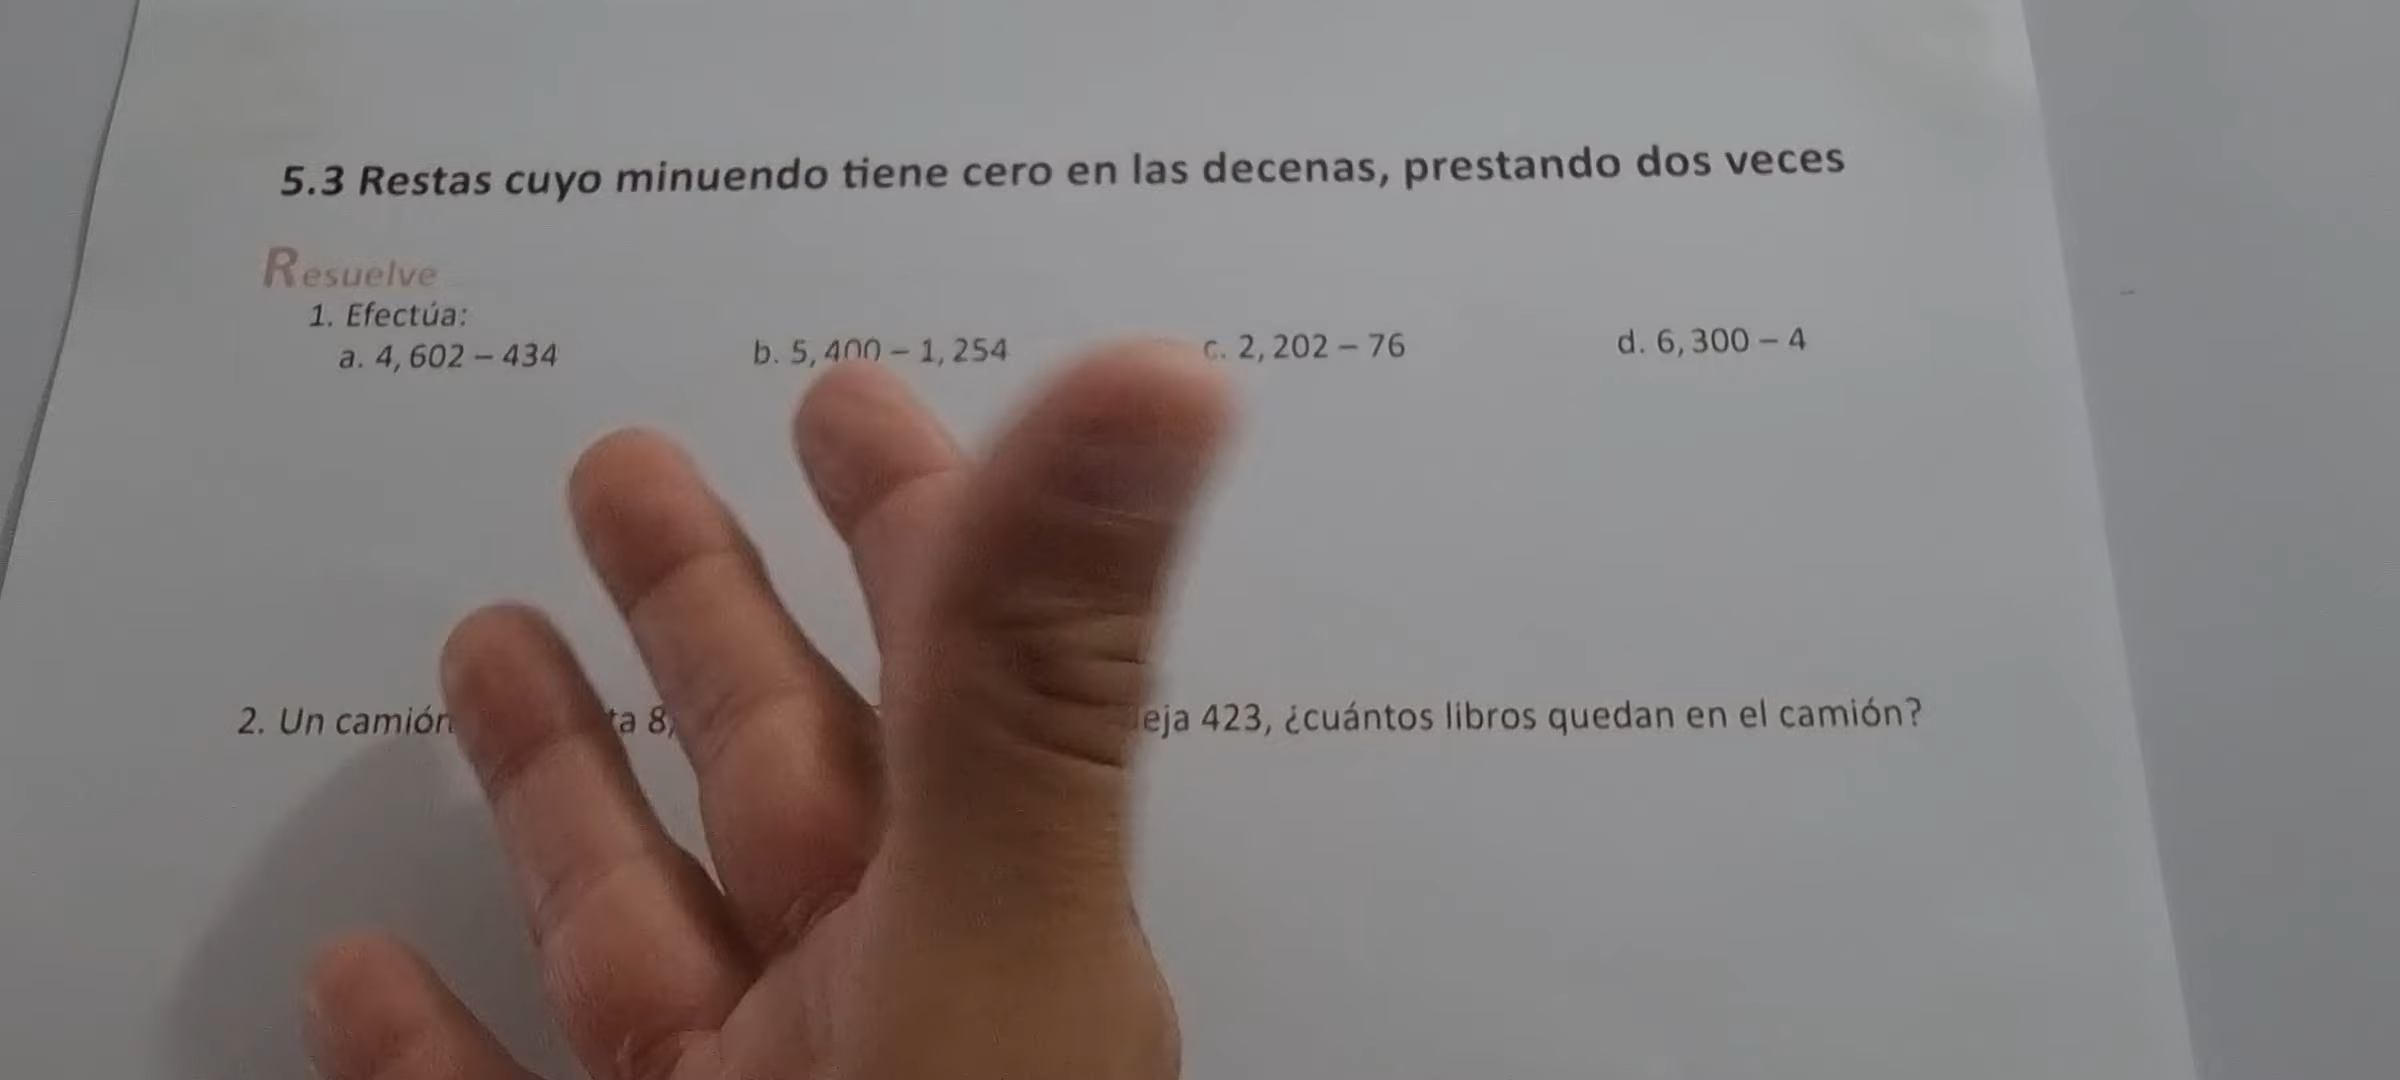 5.3 Restas cuyo minuendo tiene cero en las decenas, prestando dos veces
Resuelve
1. Efectúa:
a. 4, 602 – 434 b. 5, 400 – 1, 254 c. 2, 202 – 76 d. 6, 300 – 4
2. Un camión 423, ¿cuántos libros quedan en el camión?